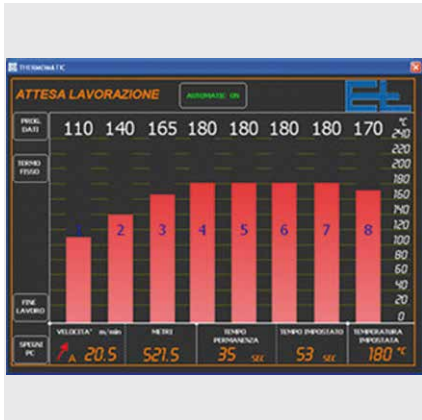 THERMOMATIC
ATTESA LAVORAZIONE
AUTOMATIC ON
PROG. DATI
TERMO FISSO
FINE LAVORO
SPEGNI PC
110 140 165 180 180 180 180 170
°C
240
220
200
180
160
140
120
100
80
60
40
20
0
1 2 3 4 5 6 7 8
VELOCITA' m/min
A 20.5
METRI
521.5
TEMPO PERMANENZA
35 SEC
TEMPO IMPOSTATO
53 SEC
TEMPERATURA IMPOSTATA
180 °C